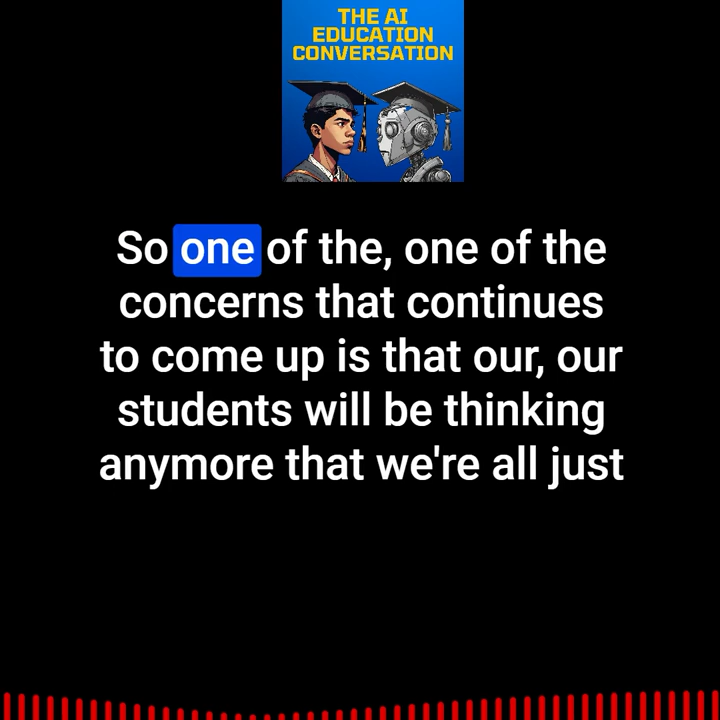 THE AI
EDUCATION
CONVERSATION
So one of the, one of the
concerns that continues
to come up is that our, our
students will be thinking
anymore that we're all just